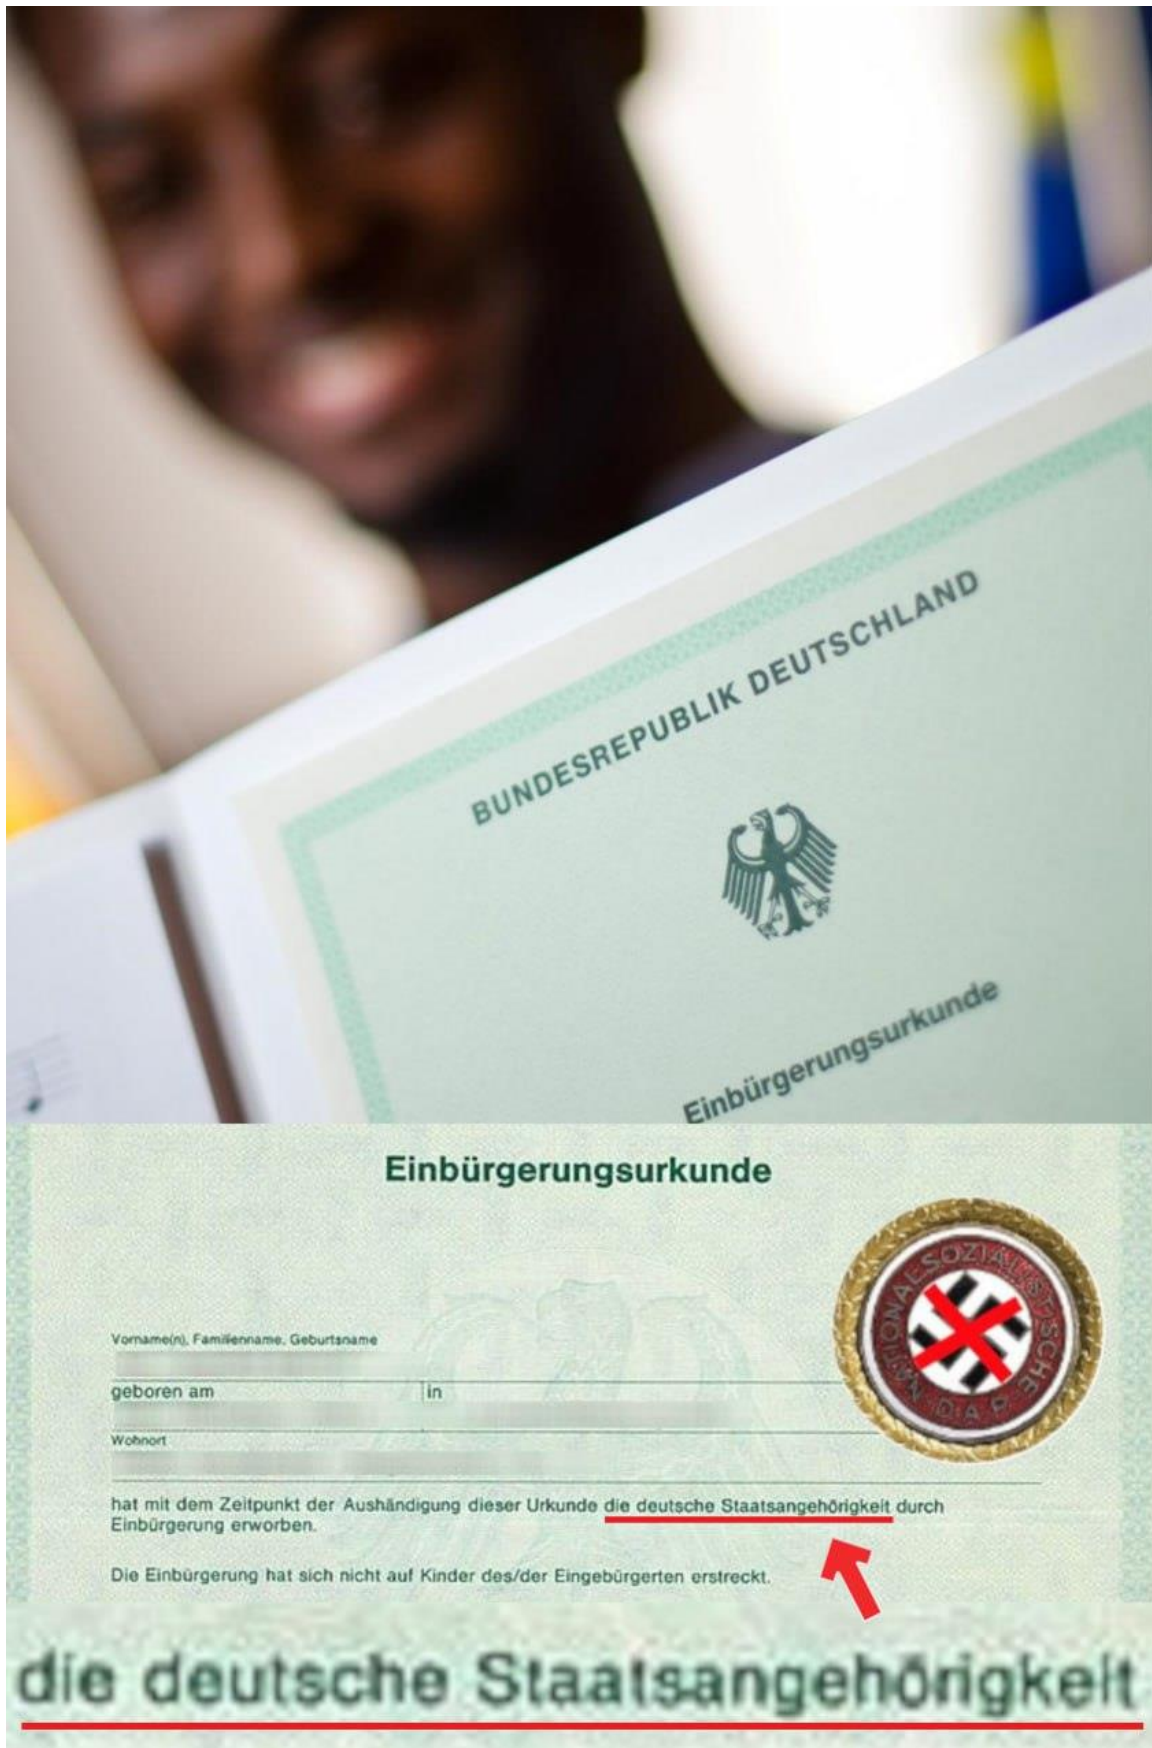 BUNDESREPUBLIK DEUTSCHLAND
Einbürgerungsurkunde
Einbürgerungsurkunde
NATIONALSOZIALISTISCHE
D.A.P.
Vorname(n), Familienname, Geburtsname
geboren am in
Wohnort
hat mit dem Zeitpunkt der Aushändigung dieser Urkunde die deutsche Staatsangehörigkeit durch
Einbürgerung erworben.
Die Einbürgerung hat sich nicht auf Kinder des/der Eingebürgerten erstreckt.
die deutsche Staatsangehörigkeit